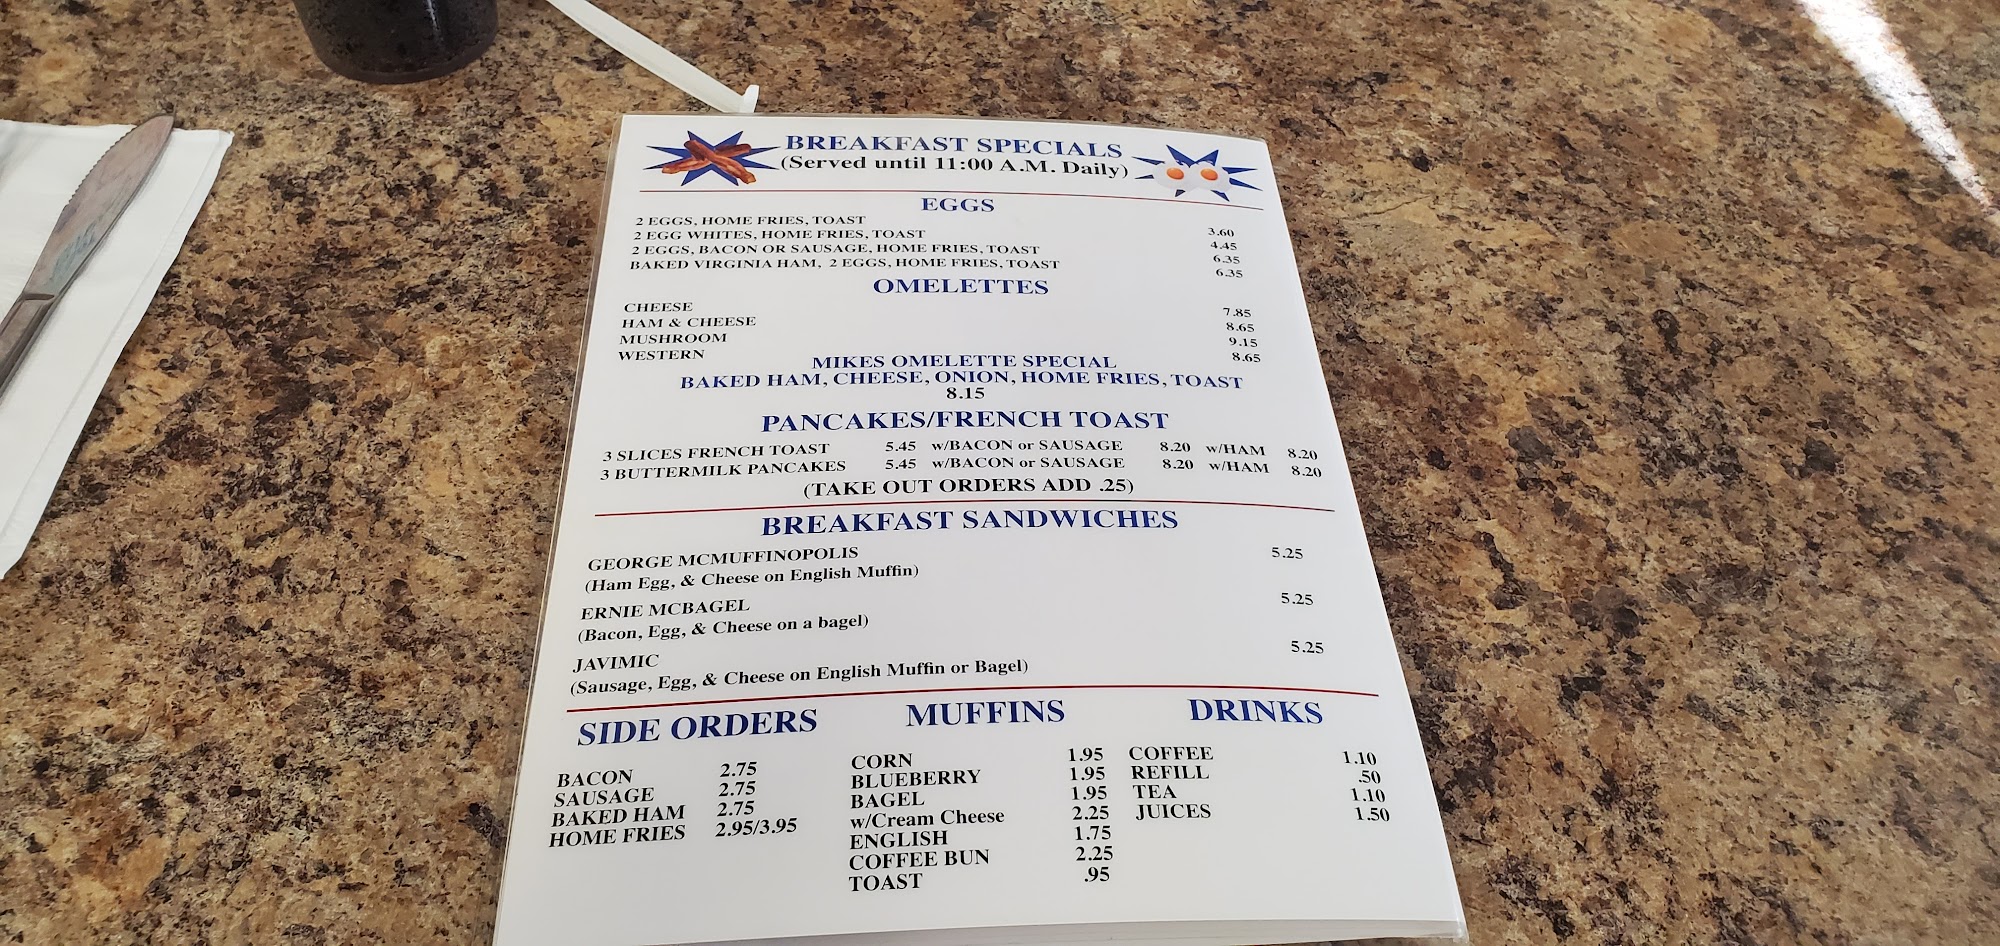 BREAKFAST SPECIALS
(Served until 11:00 A.M. Daily)
EGGS
2 EGGS, HOME FRIES, TOAST 3.60
2 EGG WHITES, HOME FRIES, TOAST 4.45
2 EGGS, BACON OR SAUSAGE, HOME FRIES, TOAST 6.35
BAKED VIRGINIA HAM, 2 EGGS, HOME FRIES, TOAST 6.35
OMELETTES
CHEESE 7.85
HAM & CHEESE 8.65
MUSHROOM 9.15
WESTERN 8.65
MIKES OMELETTE SPECIAL
BAKED HAM, CHEESE, ONION, HOME FRIES, TOAST
8.15
PANCAKES/FRENCH TOAST
3 SLICES FRENCH TOAST 5.45 w/BACON or SAUSAGE 8.20 w/HAM 8.20
3 BUTTERMILK PANCAKES 5.45 w/BACON or SAUSAGE 8.20 w/HAM 8.20
(TAKE OUT ORDERS ADD .25)
BREAKFAST SANDWICHES
GEORGE MCMUFFINOPOLIS 5.25
(Ham Egg, & Cheese on English Muffin)
ERNIE MCBAGEL 5.25
(Bacon, Egg, & Cheese on a bagel)
JAVIMIC 5.25
(Sausage, Egg, & Cheese on English Muffin or Bagel)
SIDE ORDERS
BACON 2.75
SAUSAGE 2.75
BAKED HAM 2.75
HOME FRIES 2.95/3.95
MUFFINS
CORN 1.95
BLUEBERRY 1.95
BAGEL 1.95
w/Cream Cheese 2.25
ENGLISH 1.75
COFFEE BUN 2.25
TOAST .95
DRINKS
COFFEE 1.10
REFILL .50
TEA 1.10
JUICES 1.50